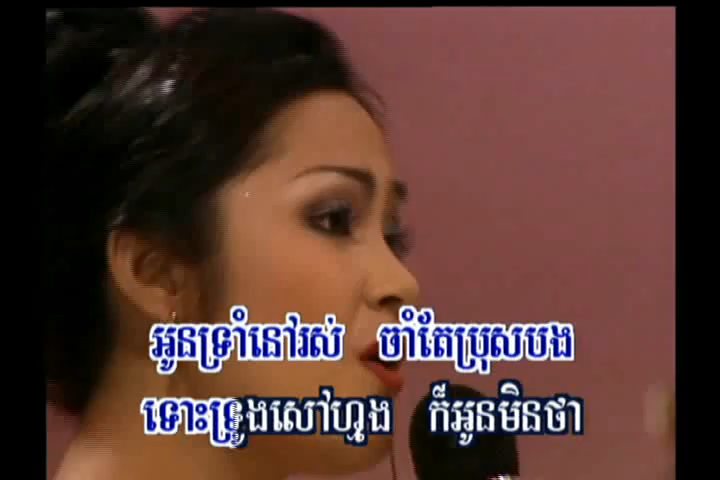 អូនទ្រាំនៅរស់ ចាំតែប្រុសបង
ទោះទ្រូងសៅហ្មង ក៏អូនមិនថា